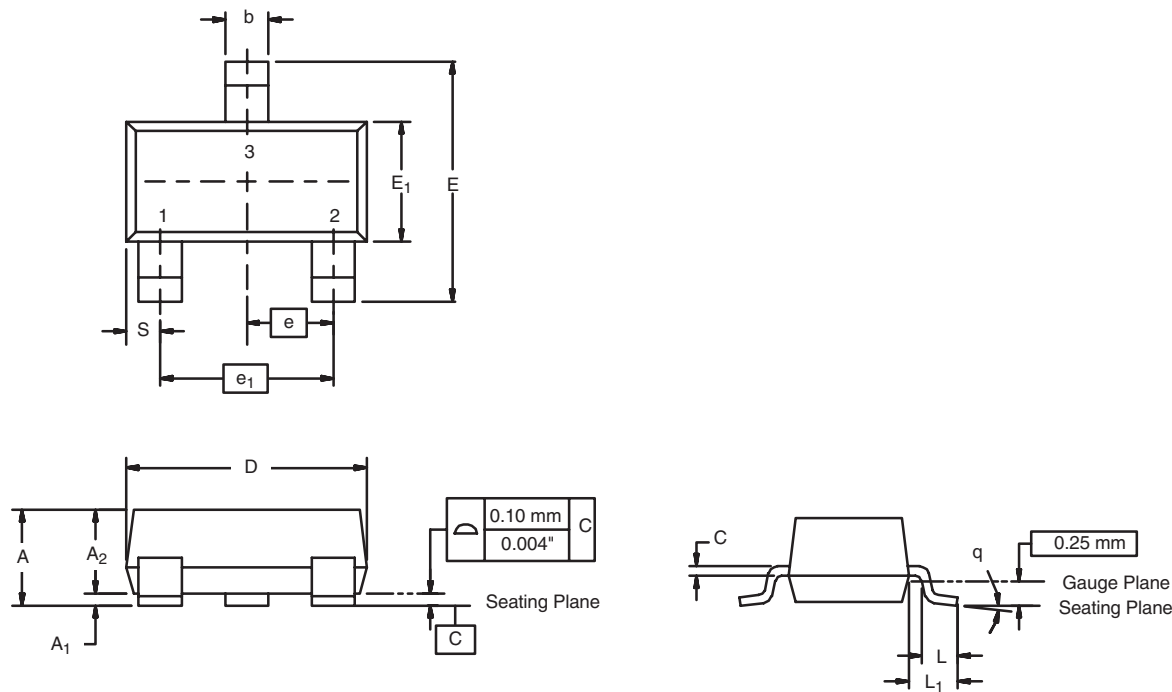 b
3
E₁
E
1
2
S
e
e₁
D
A
A₂
0.10 mm
C
0.004"
Seating Plane
A₁
C
C
q
0.25 mm
Gauge Plane
Seating Plane
L
L₁